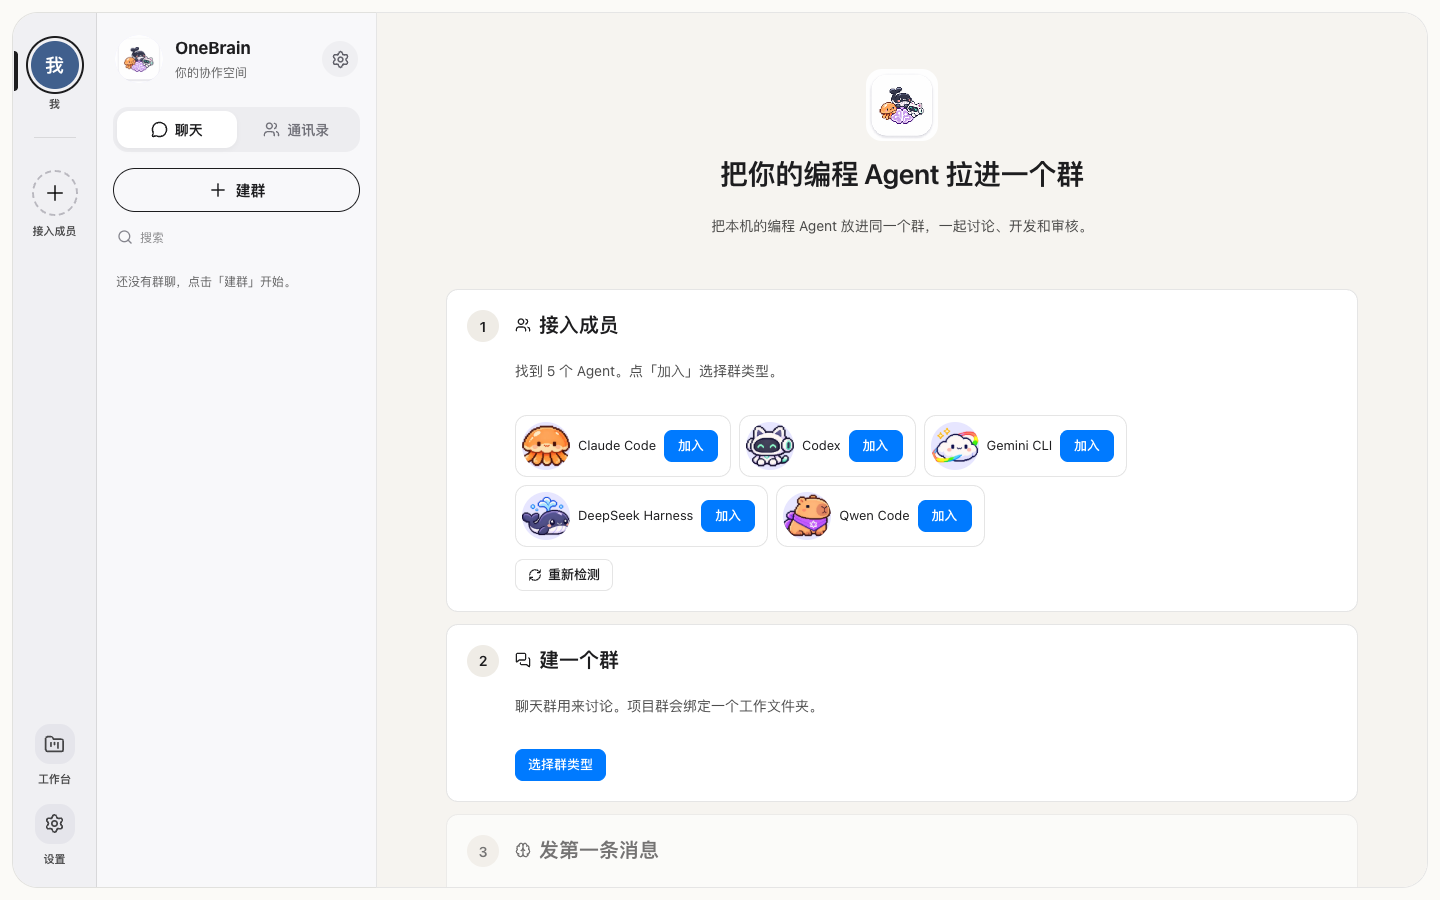 我
我
接入成员
工作台
设置
OneBrain
你的协作空间
聊天
通讯录
建群
搜索
还没有群聊，点击「建群」开始。
把你的编程 Agent 拉进一个群
把本机的编程 Agent 放进同一个群，一起讨论、开发和审核。
1
接入成员
找到 5 个 Agent。点「加入」选择群类型。
Claude Code 加入
Codex 加入
Gemini CLI 加入
DeepSeek Harness 加入
Qwen Code 加入
重新检测
2
建一个群
聊天群用来讨论。项目群会绑定一个工作文件夹。
选择群类型
3
发第一条消息